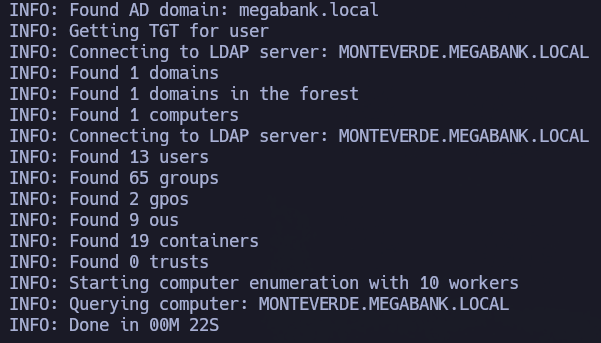 INFO: Found AD domain: megabank.local
INFO: Getting TGT for user
INFO: Connecting to LDAP server: MONTEVERDE.MEGABANK.LOCAL
INFO: Found 1 domains
INFO: Found 1 domains in the forest
INFO: Found 1 computers
INFO: Connecting to LDAP server: MONTEVERDE.MEGABANK.LOCAL
INFO: Found 13 users
INFO: Found 65 groups
INFO: Found 2 gpos
INFO: Found 9 ous
INFO: Found 19 containers
INFO: Found 0 trusts
INFO: Starting computer enumeration with 10 workers
INFO: Querying computer: MONTEVERDE.MEGABANK.LOCAL
INFO: Done in 00M 22S